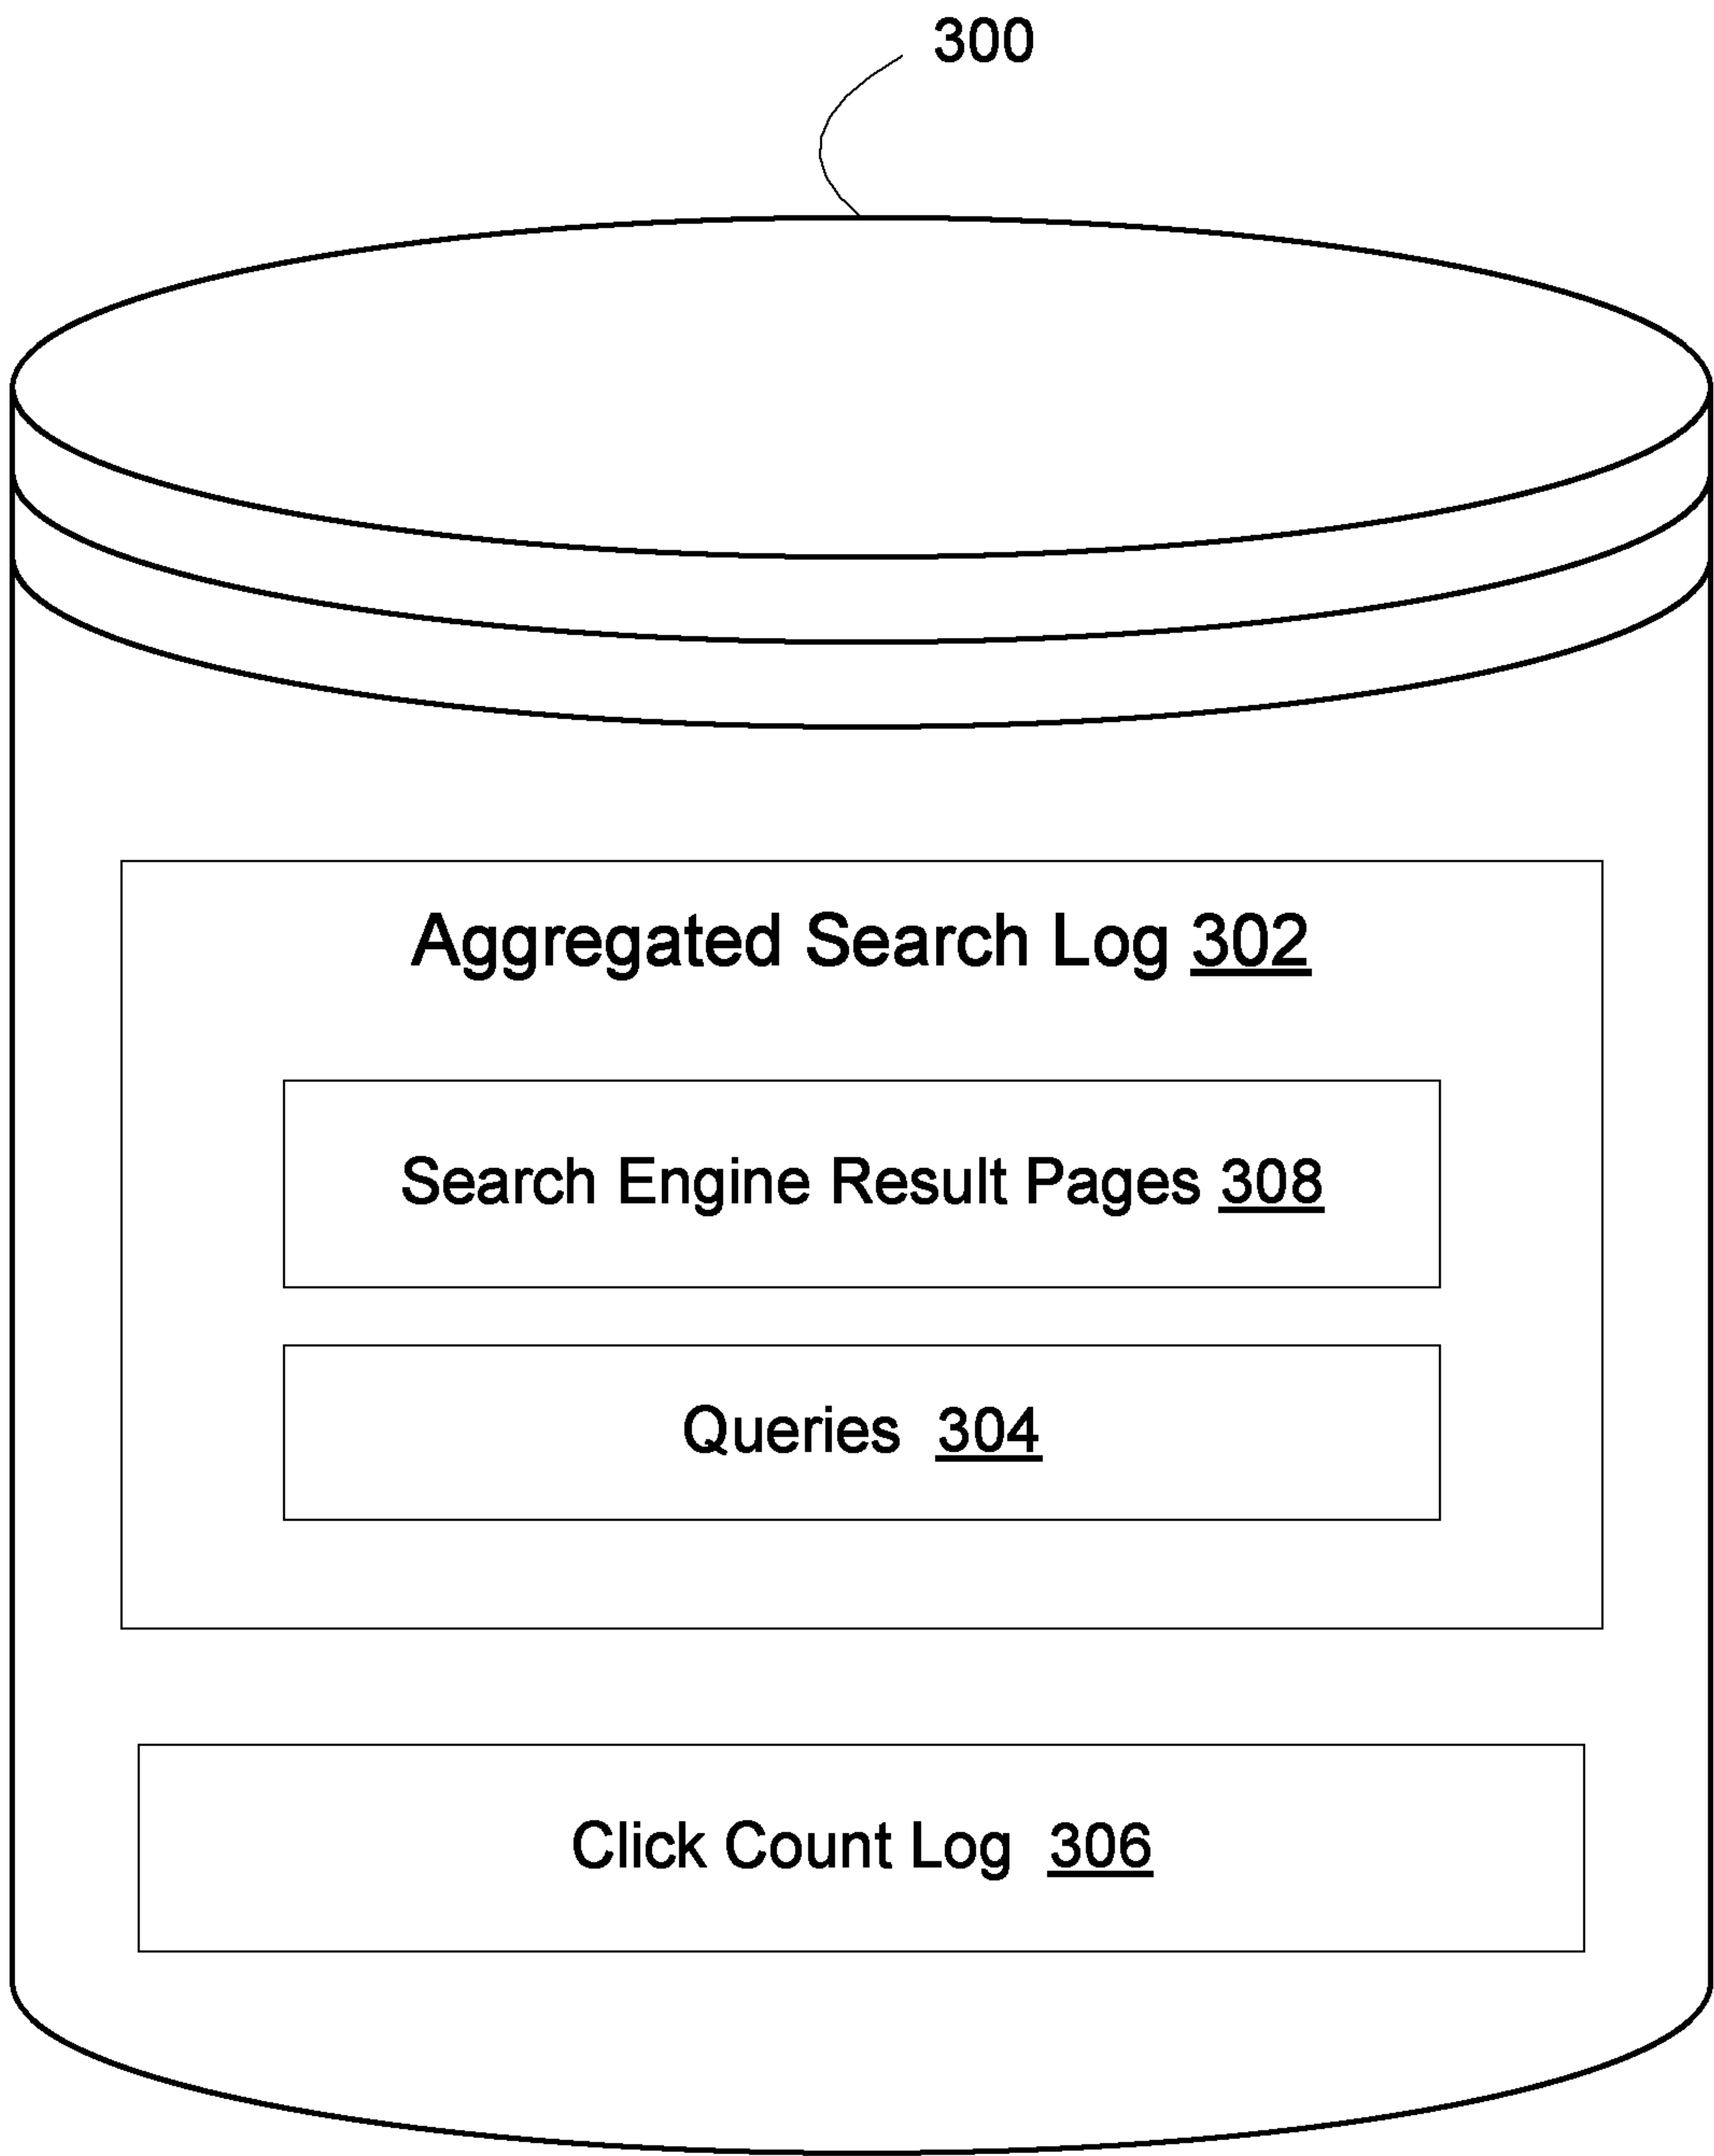 300
Aggregated Search Log 302
Search Engine Result Pages 308
Queries 304
Click Count Log 306